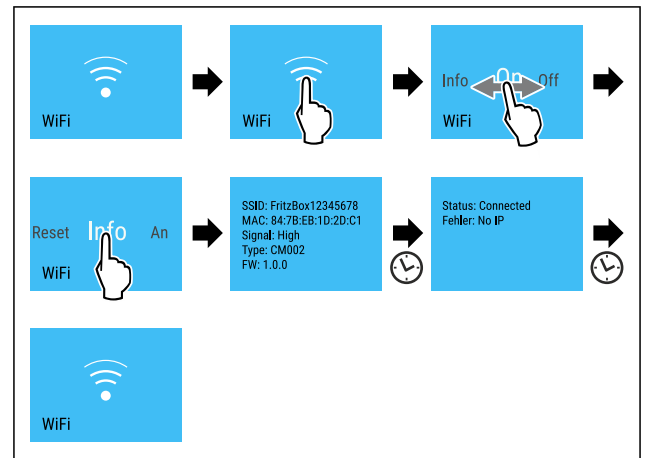 WiFi
WiFi
Info On Off
WiFi
Reset Info An
WiFi
SSID: FritzBox12345678
MAC: 84:7B:EB:1D:2D:C1
Signal: High
Type: CM002
FW: 1.0.0
Status: Connected
Fehler: No IP
WiFi